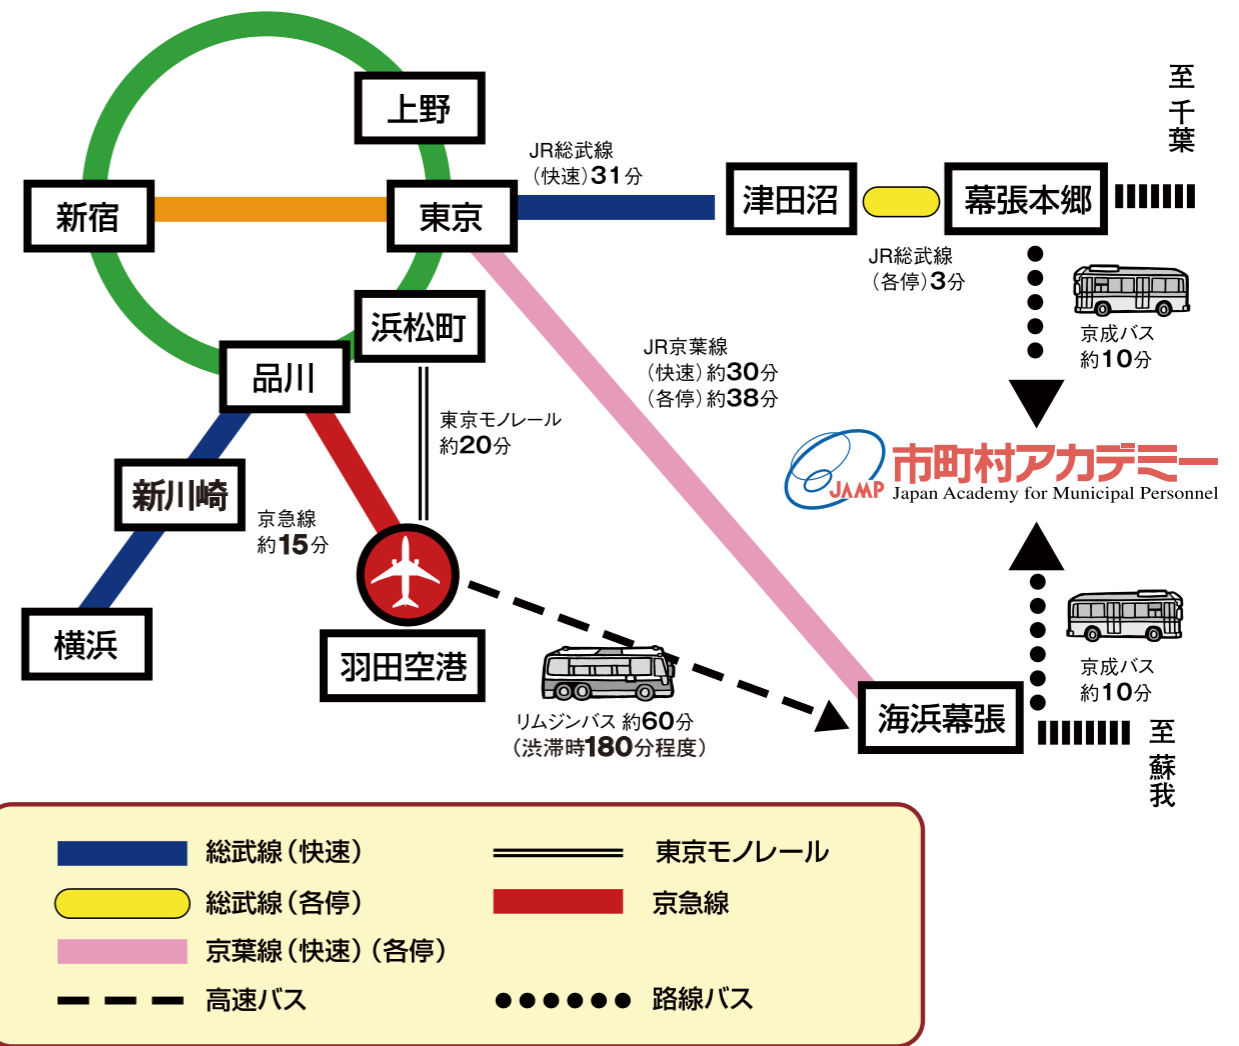 上野
新宿
東京
JR総武線
(快速)31分
津田沼
幕張本郷
至千葉
JR総武線
(各停)3分
京成バス
約10分
浜松町
品川
JR京葉線
(快速)約30分
(各停)約38分
東京モノレール
約20分
JAMP
市町村アカデミー
Japan Academy for Municipal Personnel
新川崎
京急線
約15分
横浜
羽田空港
リムジンバス 約60分
(渋滞時180分程度)
京成バス
約10分
海浜幕張
至蘇我
総武線(快速)
東京モノレール
総武線(各停)
京急線
京葉線(快速)(各停)
高速バス
路線バス